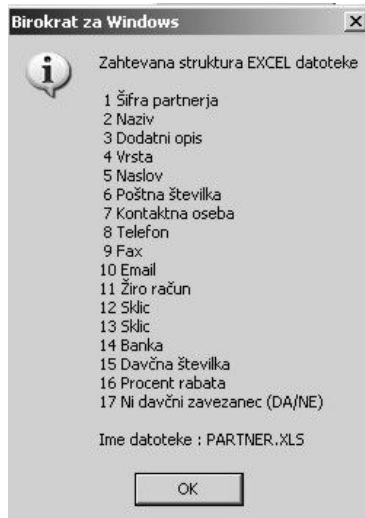 Birokrat za Windows
Zahtevana struktura EXCEL datoteke
1 Šifra partnerja
2 Naziv
3 Dodatni opis
4 Vrsta
5 Naslov
6 Poštna številka
7 Kontaktna oseba
8 Telefon
9 Fax
10 Email
11 Žiro račun
12 Sklic
13 Sklic
14 Banka
15 Davčna številka
16 Procent rabata
17 Ni davčni zavezanec (DA/NE)
Ime datoteke : PARTNER.XLS
OK